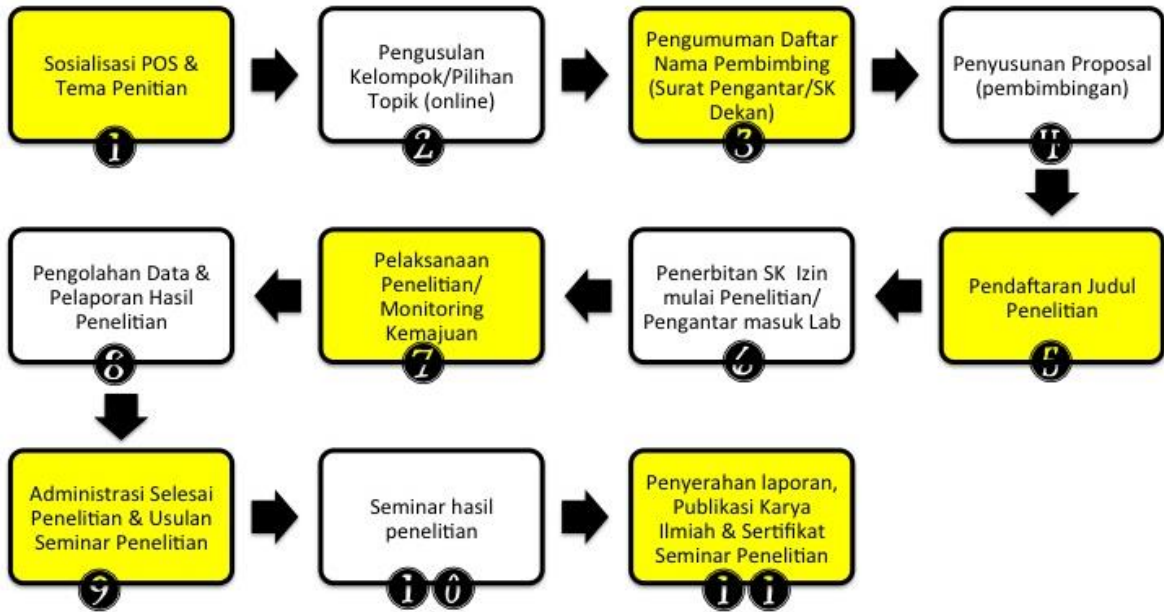 Sosialisasi POS &
Tema Penitian
1
Pengusulan
Kelompok/Pilihan
Topik (online)
2
Pengumuman Daftar
Nama Pembimbing
(Surat Pengantar/SK
Dekan)
3
Penyusunan Proposal
(pembimbingan)
4
Pendaftaran Judul
Penelitian
5
Penerbitan SK Izin
mulai Penelitian/
Pengantar masuk Lab
6
Pelaksanaan
Penelitian/
Monitoring
Kemajuan
7
Pengolahan Data &
Pelaporan Hasil
Penelitian
8
Administrasi Selesai
Penelitian & Usulan
Seminar Penelitian
9
Seminar hasil
penelitian
10
Penyerahan laporan,
Publikasi Karya
Ilmiah & Sertifikat
Seminar Penelitian
11